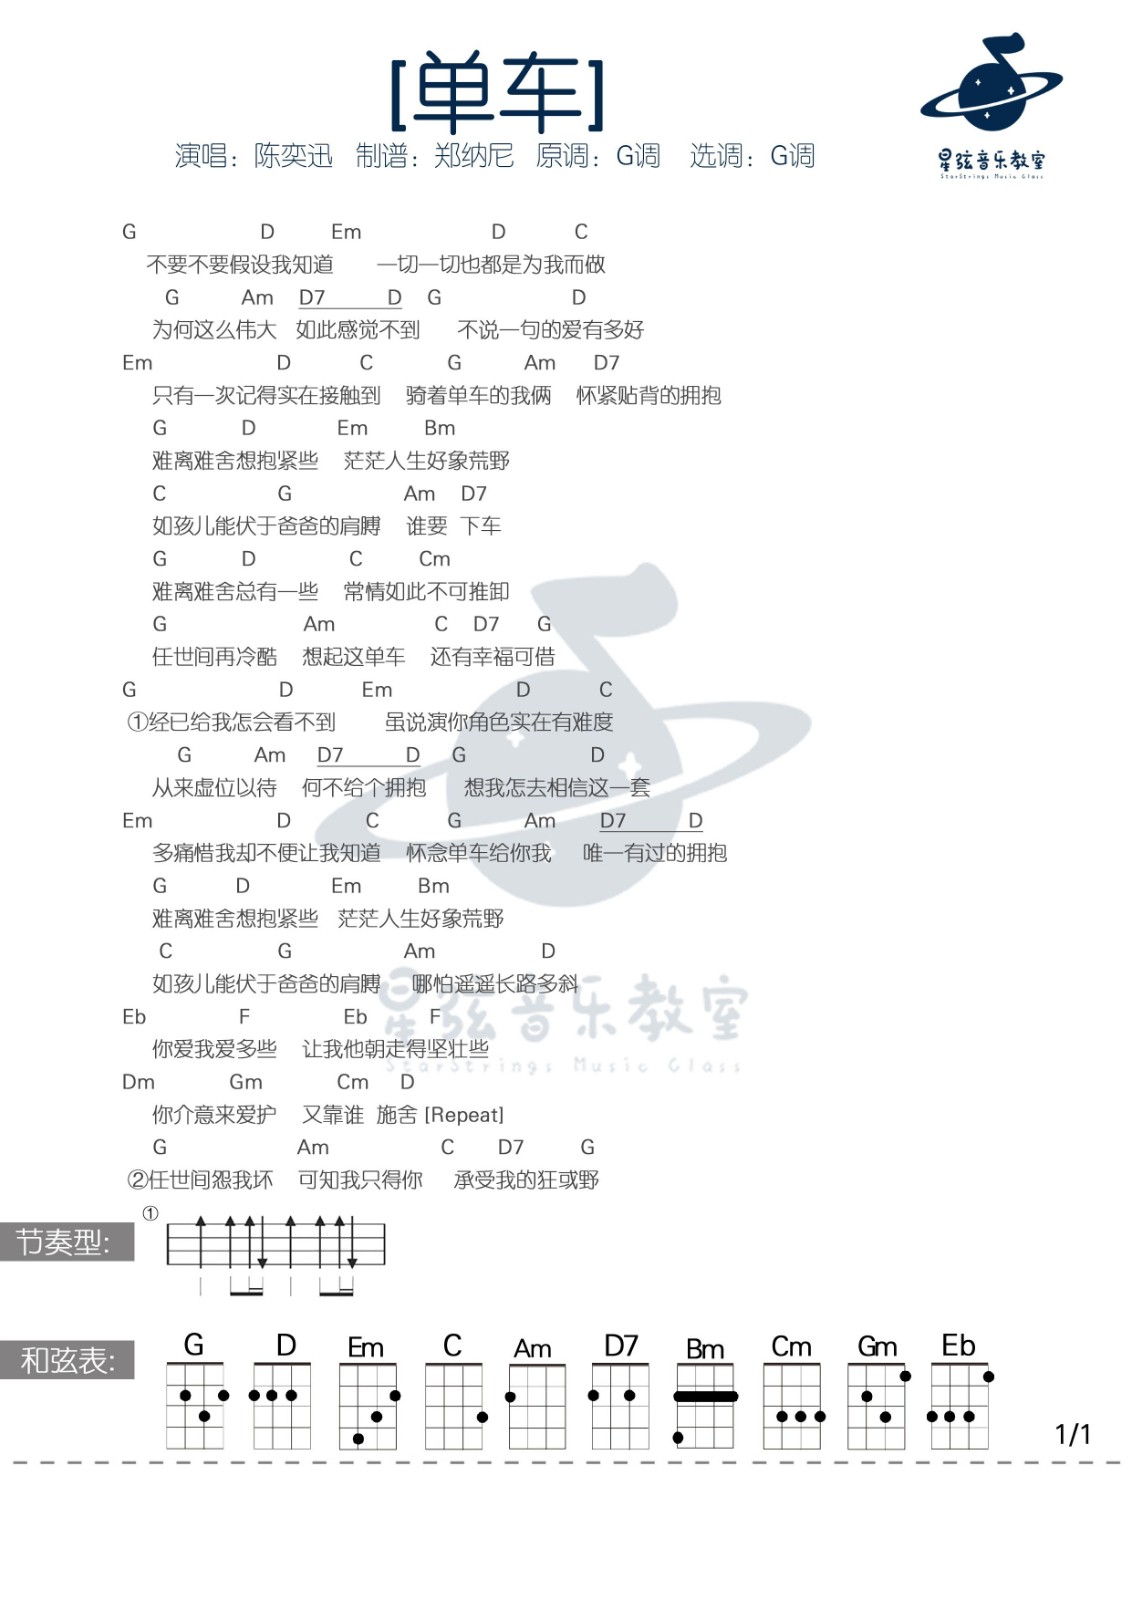 [单车]
演唱：陈奕迅 制谱：郑纳尼 原调：G调 选调：G调
星弦音乐教室
StarStrings Music Class
G D Em D C
不要不要假设我知道 一切一切也都是为我而做
G Am D7 D G D
为何这么伟大 如此感觉不到 不说一句的爱有多好
Em D C G Am D7
只有一次记得实在接触到 骑着单车的我俩 怀紧贴背的拥抱
G D Em Bm
难离难舍想抱紧些 茫茫人生好象荒野
C G Am D7
如孩儿能伏于爸爸的肩膊 谁要 下车
G D C Cm
难离难舍总有一些 常情如此不可推卸
G Am C D7 G
任世间再冷酷 想起这单车 还有幸福可借
G D Em D C
①经已给我怎会看不到 虽说演你角色实在有难度
G Am D7 D G D
从来虚位以待 何不给个拥抱 想我怎去相信这一套
Em D C G Am D7 D
多痛惜我却不便让我知道 怀念单车给你我 唯一有过的拥抱
G D Em Bm
难离难舍想抱紧些 茫茫人生好象荒野
C G Am D
如孩儿能伏于爸爸的肩膊 哪怕遥遥长路多斜
Eb F Eb F
你爱我爱多些 让我他朝走得坚壮些
Dm Gm Cm D
你介意来爱护 又靠谁 施舍 [Repeat]
G Am C D7 G
②任世间怨我坏 可知我只得你 承受我的狂或野
星弦音乐教室
StarStrings Music Class
节奏型: ①
和弦表: G D Em C Am D7 Bm Cm Gm Eb
1/1